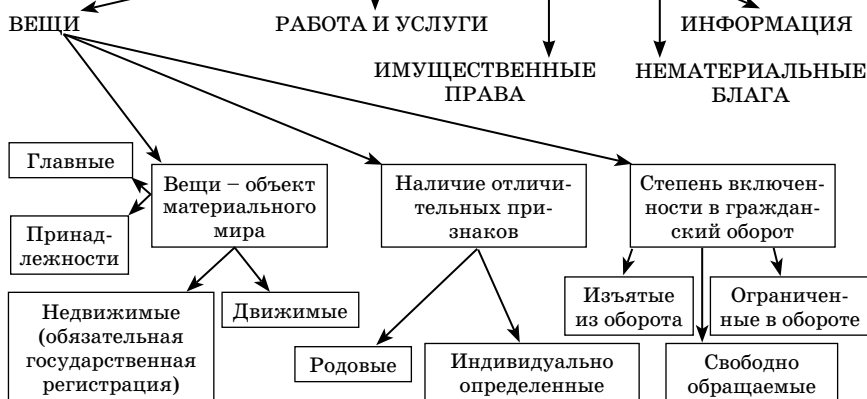 ВЕЩИ
РАБОТА И УСЛУГИ
ИНФОРМАЦИЯ
ИМУЩЕСТВЕННЫЕ
ПРАВА
НЕМАТЕРИАЛЬНЫЕ
БЛАГА
Главные
Принад-
лежности
Вещи – объект
материального
мира
Наличие отличи-
тельных при-
знаков
Степень включен-
ности в граждан-
ский оборот
Недвижимые
(обязательная
государственная
регистрация)
Движимые
Родовые
Индивидуально
определенные
Изъятые
из оборота
Ограничен-
ные в обороте
Свободно
обращаемые